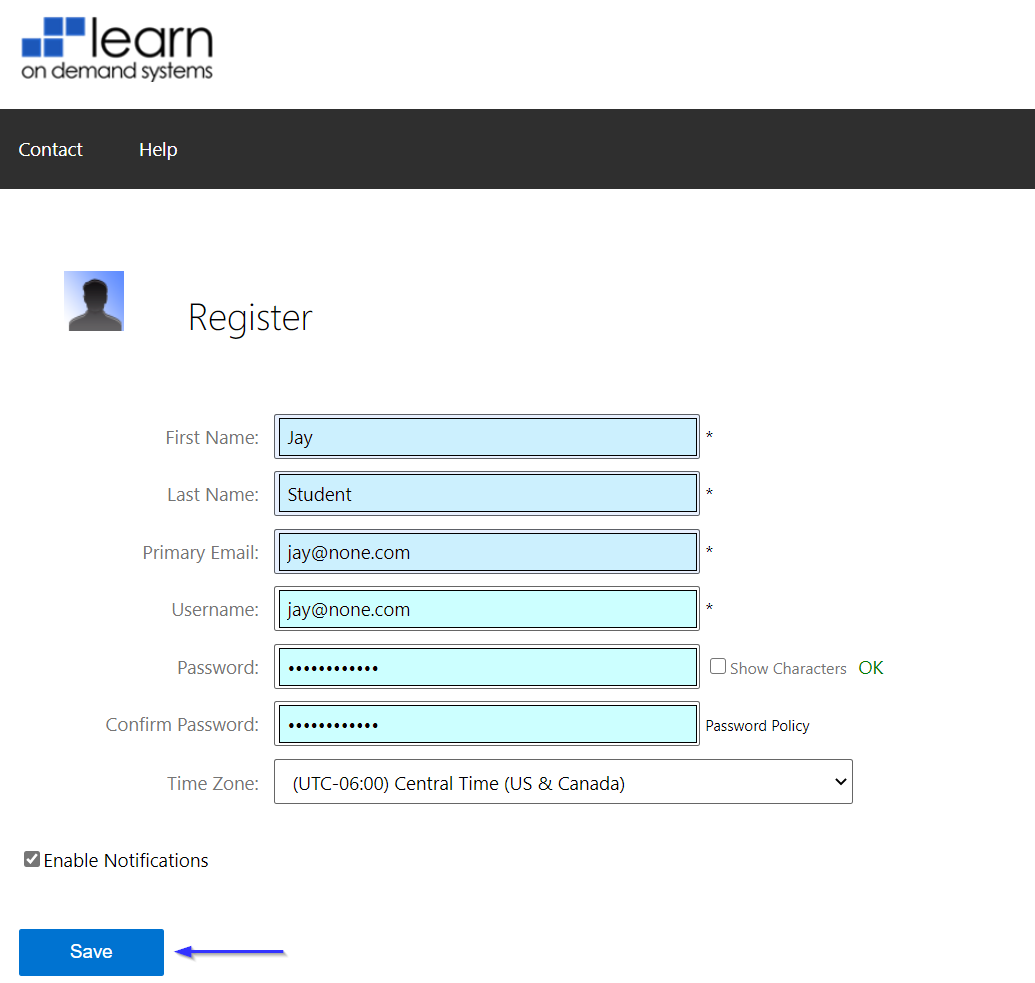 learn
on demand systems
Contact Help
Register
First Name: Jay *
Last Name: Student *
Primary Email: jay@none.com *
Username: jay@none.com *
Password: •••••••••••• Show Characters OK
Confirm Password: •••••••••••• Password Policy
Time Zone: (UTC-06:00) Central Time (US & Canada)
Enable Notifications
Save